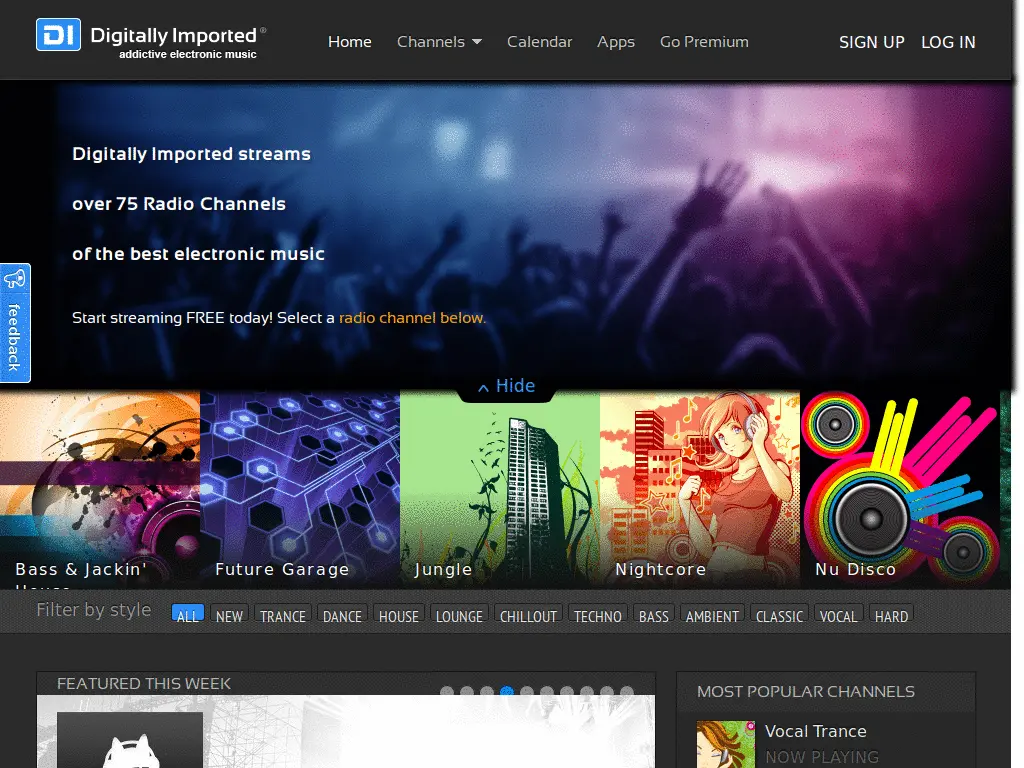 DI Digitally Imported®
addictive electronic music
Home Channels Calendar Apps Go Premium SIGN UP LOG IN
Digitally Imported streams
over 75 Radio Channels
of the best electronic music
Start streaming FREE today! Select a radio channel below.
feedback
Hide
Bass & Jackin' House
Future Garage
Jungle
Nightcore
Nu Disco
Filter by style ALL NEW TRANCE DANCE HOUSE LOUNGE CHILLOUT TECHNO BASS AMBIENT CLASSIC VOCAL HARD
FEATURED THIS WEEK
MOST POPULAR CHANNELS
Vocal Trance
NOW PLAYING